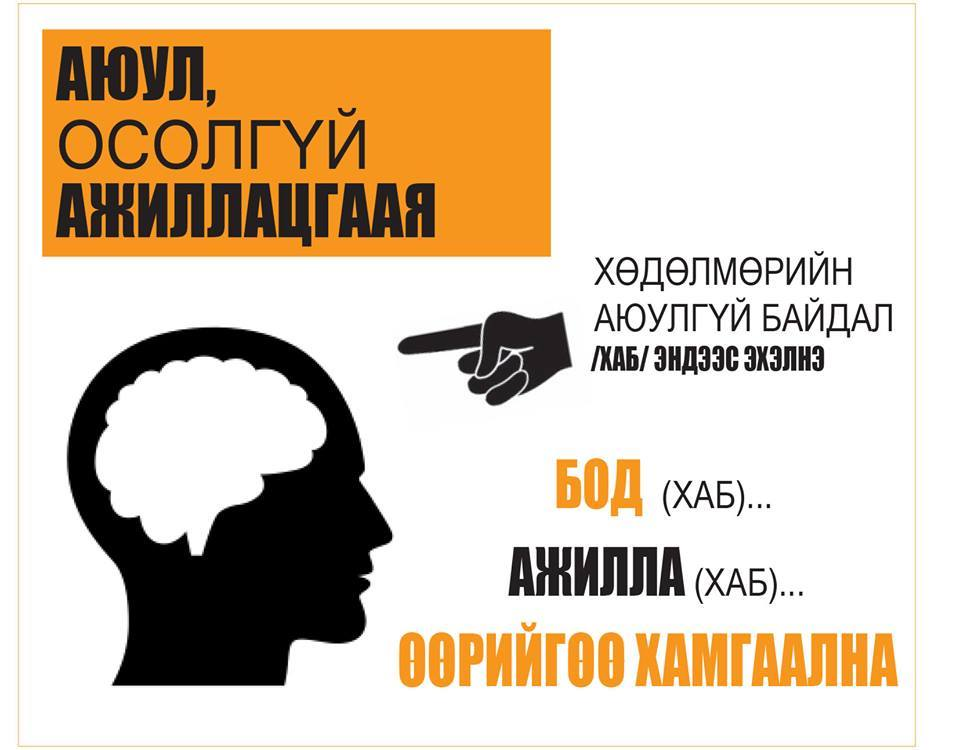 АЮУЛ,
ОСОЛГҮЙ
АЖИЛЛАЦГААЯ
ХӨДӨЛМӨРИЙН
АЮУЛГҮЙ БАЙДАЛ
/ХАБ/ ЭНДЭЭС ЭХЭЛНЭ
БОД (ХАБ)...
АЖИЛЛА (ХАБ)...
ӨӨРИЙГӨӨ ХАМГААЛНА